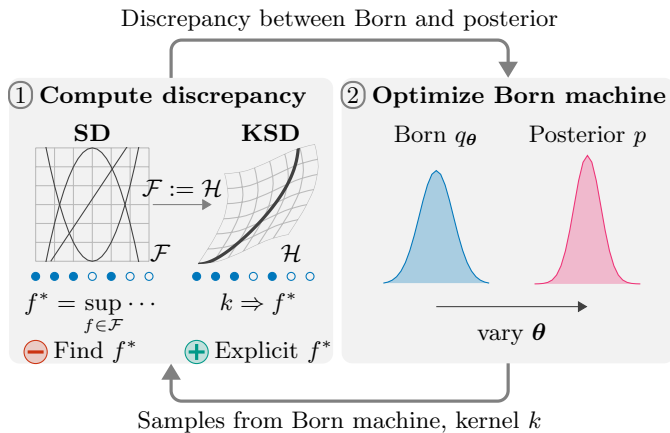 Discrepancy between Born and posterior
1 Compute discrepancy
SD
KSD
𝓕 := 𝓗
𝓕
𝓗
f* = sup ⋯
f∈𝓕
k ⇒ f*
− Find f*
+ Explicit f*
2 Optimize Born machine
Born q𝜽
Posterior p
vary 𝜽
Samples from Born machine, kernel k